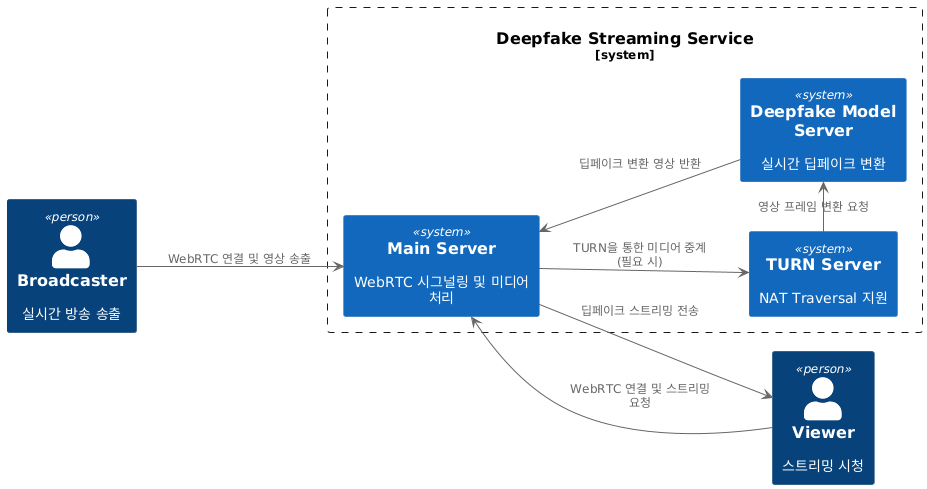 Deepfake Streaming Service
[system]
«system»
Deepfake Model
Server
실시간 딥페이크 변환
딥페이크 변환 영상 반환
영상 프레임 변환 요청
«person»
Broadcaster
실시간 방송 송출
WebRTC 연결 및 영상 송출
«system»
Main Server
WebRTC 시그널링 및 미디어
처리
TURN을 통한 미디어 중계
(필요 시)
«system»
TURN Server
NAT Traversal 지원
딥페이크 스트리밍 전송
WebRTC 연결 및 스트리밍
요청
«person»
Viewer
스트리밍 시청